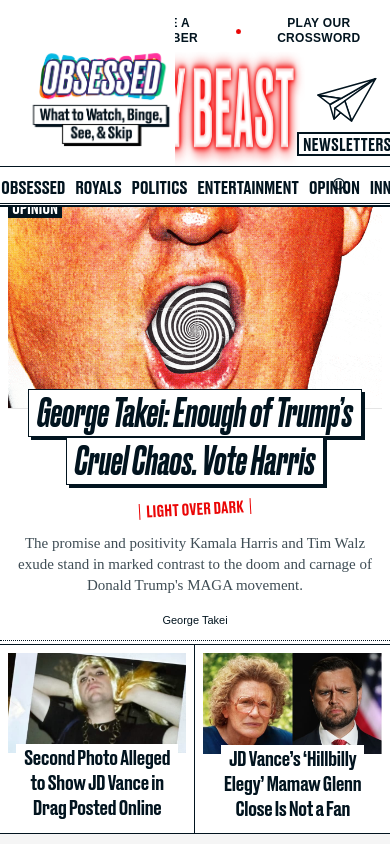 E A
BER
PLAY OUR
CROSSWORD
OBSESSED
What to Watch, Binge,
See, & Skip
Y BEAST
NEWSLETTERS
OBSESSED ROYALS POLITICS ENTERTAINMENT OPINION INN
OPINION
George Takei: Enough of Trump's
Cruel Chaos. Vote Harris
LIGHT OVER DARK
The promise and positivity Kamala Harris and Tim Walz
exude stand in marked contrast to the doom and carnage of
Donald Trump's MAGA movement.
George Takei
Second Photo Alleged
to Show JD Vance in
Drag Posted Online
JD Vance's 'Hillbilly
Elegy' Mamaw Glenn
Close Is Not a Fan